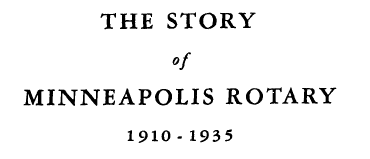 THE STORY
of
MINNEAPOLIS ROTARY
1910-1935